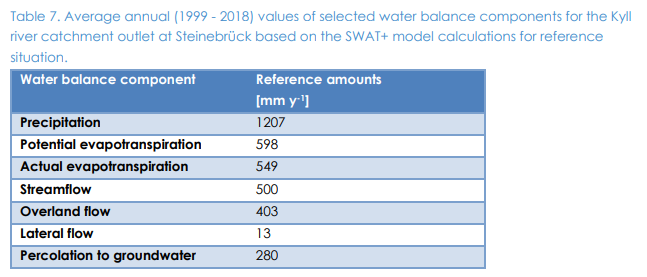 Table 7. Average annual (1999 - 2018) values of selected water balance components for the Kyll
river catchment outlet at Steinebrück based on the SWAT+ model calculations for reference
situation.
Water balance component Reference amounts
[mm y⁻¹]
Precipitation 1207
Potential evapotranspiration 598
Actual evapotranspiration 549
Streamflow 500
Overland flow 403
Lateral flow 13
Percolation to groundwater 280